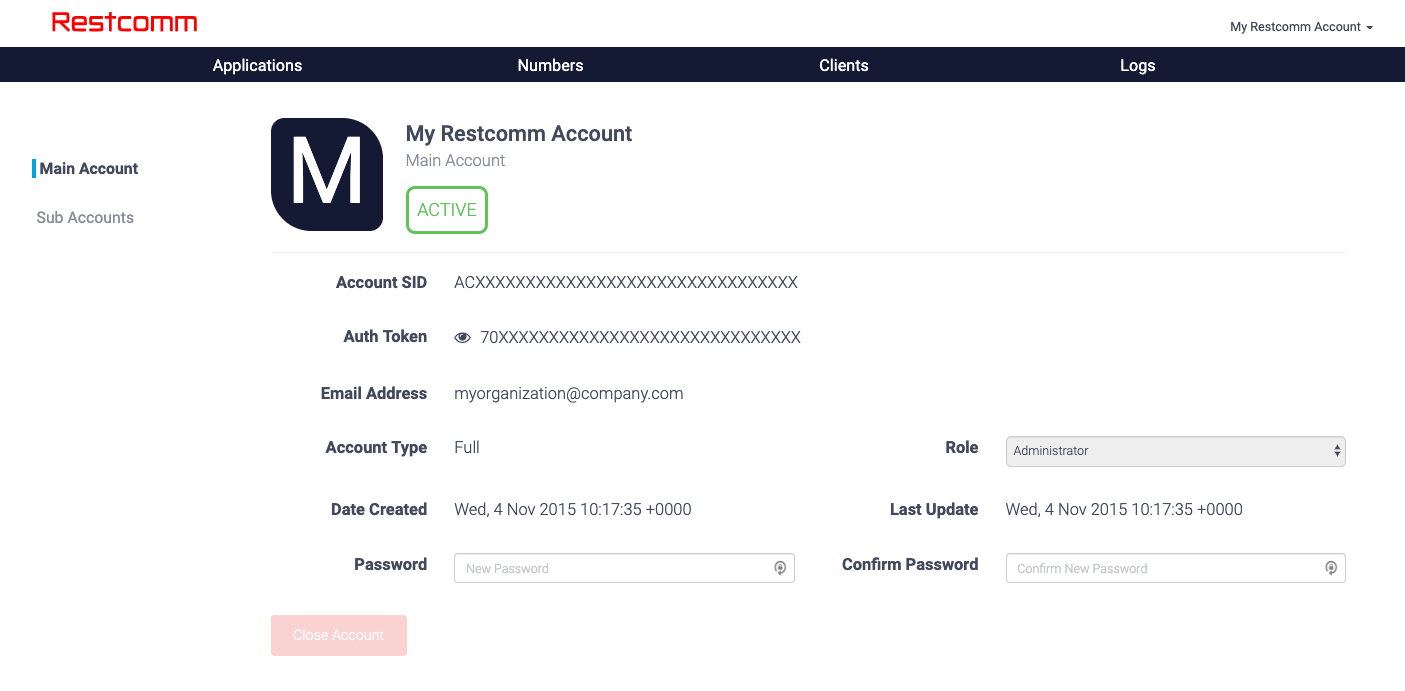 Restcomm
My Restcomm Account
Applications Numbers Clients Logs
Main Account
Sub Accounts
M
My Restcomm Account
Main Account
ACTIVE
Account SID ACXXXXXXXXXXXXXXXXXXXXXXXXXXXXXXXX
Auth Token 70XXXXXXXXXXXXXXXXXXXXXXXXXXXXXX
Email Address myorganization@company.com
Account Type Full Role Administrator
Date Created Wed, 4 Nov 2015 10:17:35 +0000 Last Update Wed, 4 Nov 2015 10:17:35 +0000
Password New Password Confirm Password Confirm New Password
Close Account